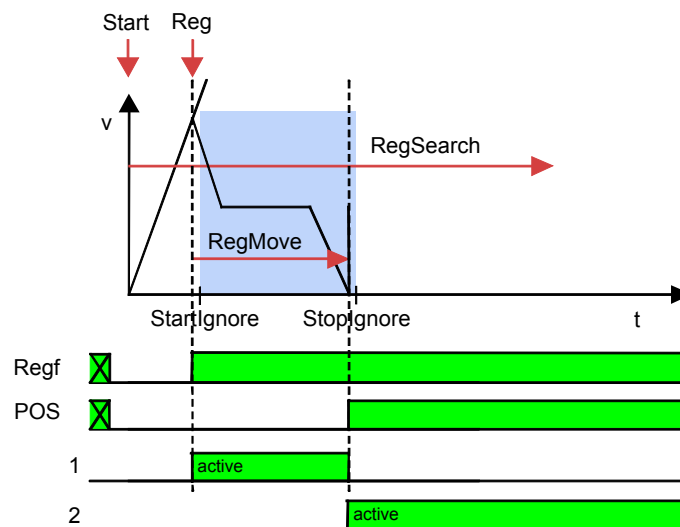 Start Reg
v
RegSearch
RegMove
StartIgnore StopIgnore t
Regf
POS
1 active
2 active